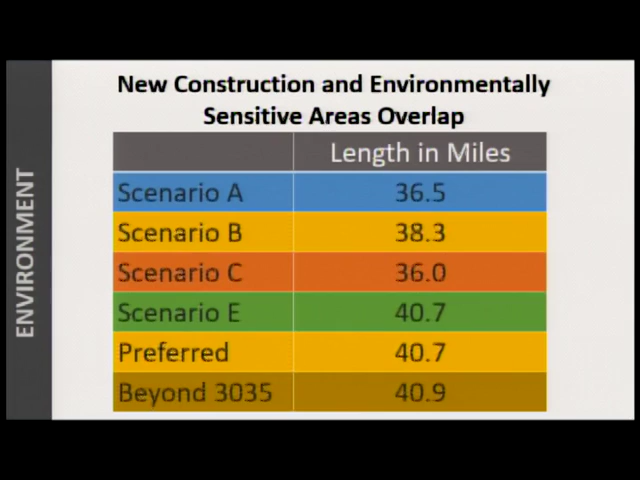 New Construction and Environmentally
Sensitive Areas Overlap
Length in Miles
Scenario A 36.5
Scenario B 38.3
Scenario C 36.0
Scenario E 40.7
Preferred 40.7
Beyond 3035 40.9
ENVIRONMENT